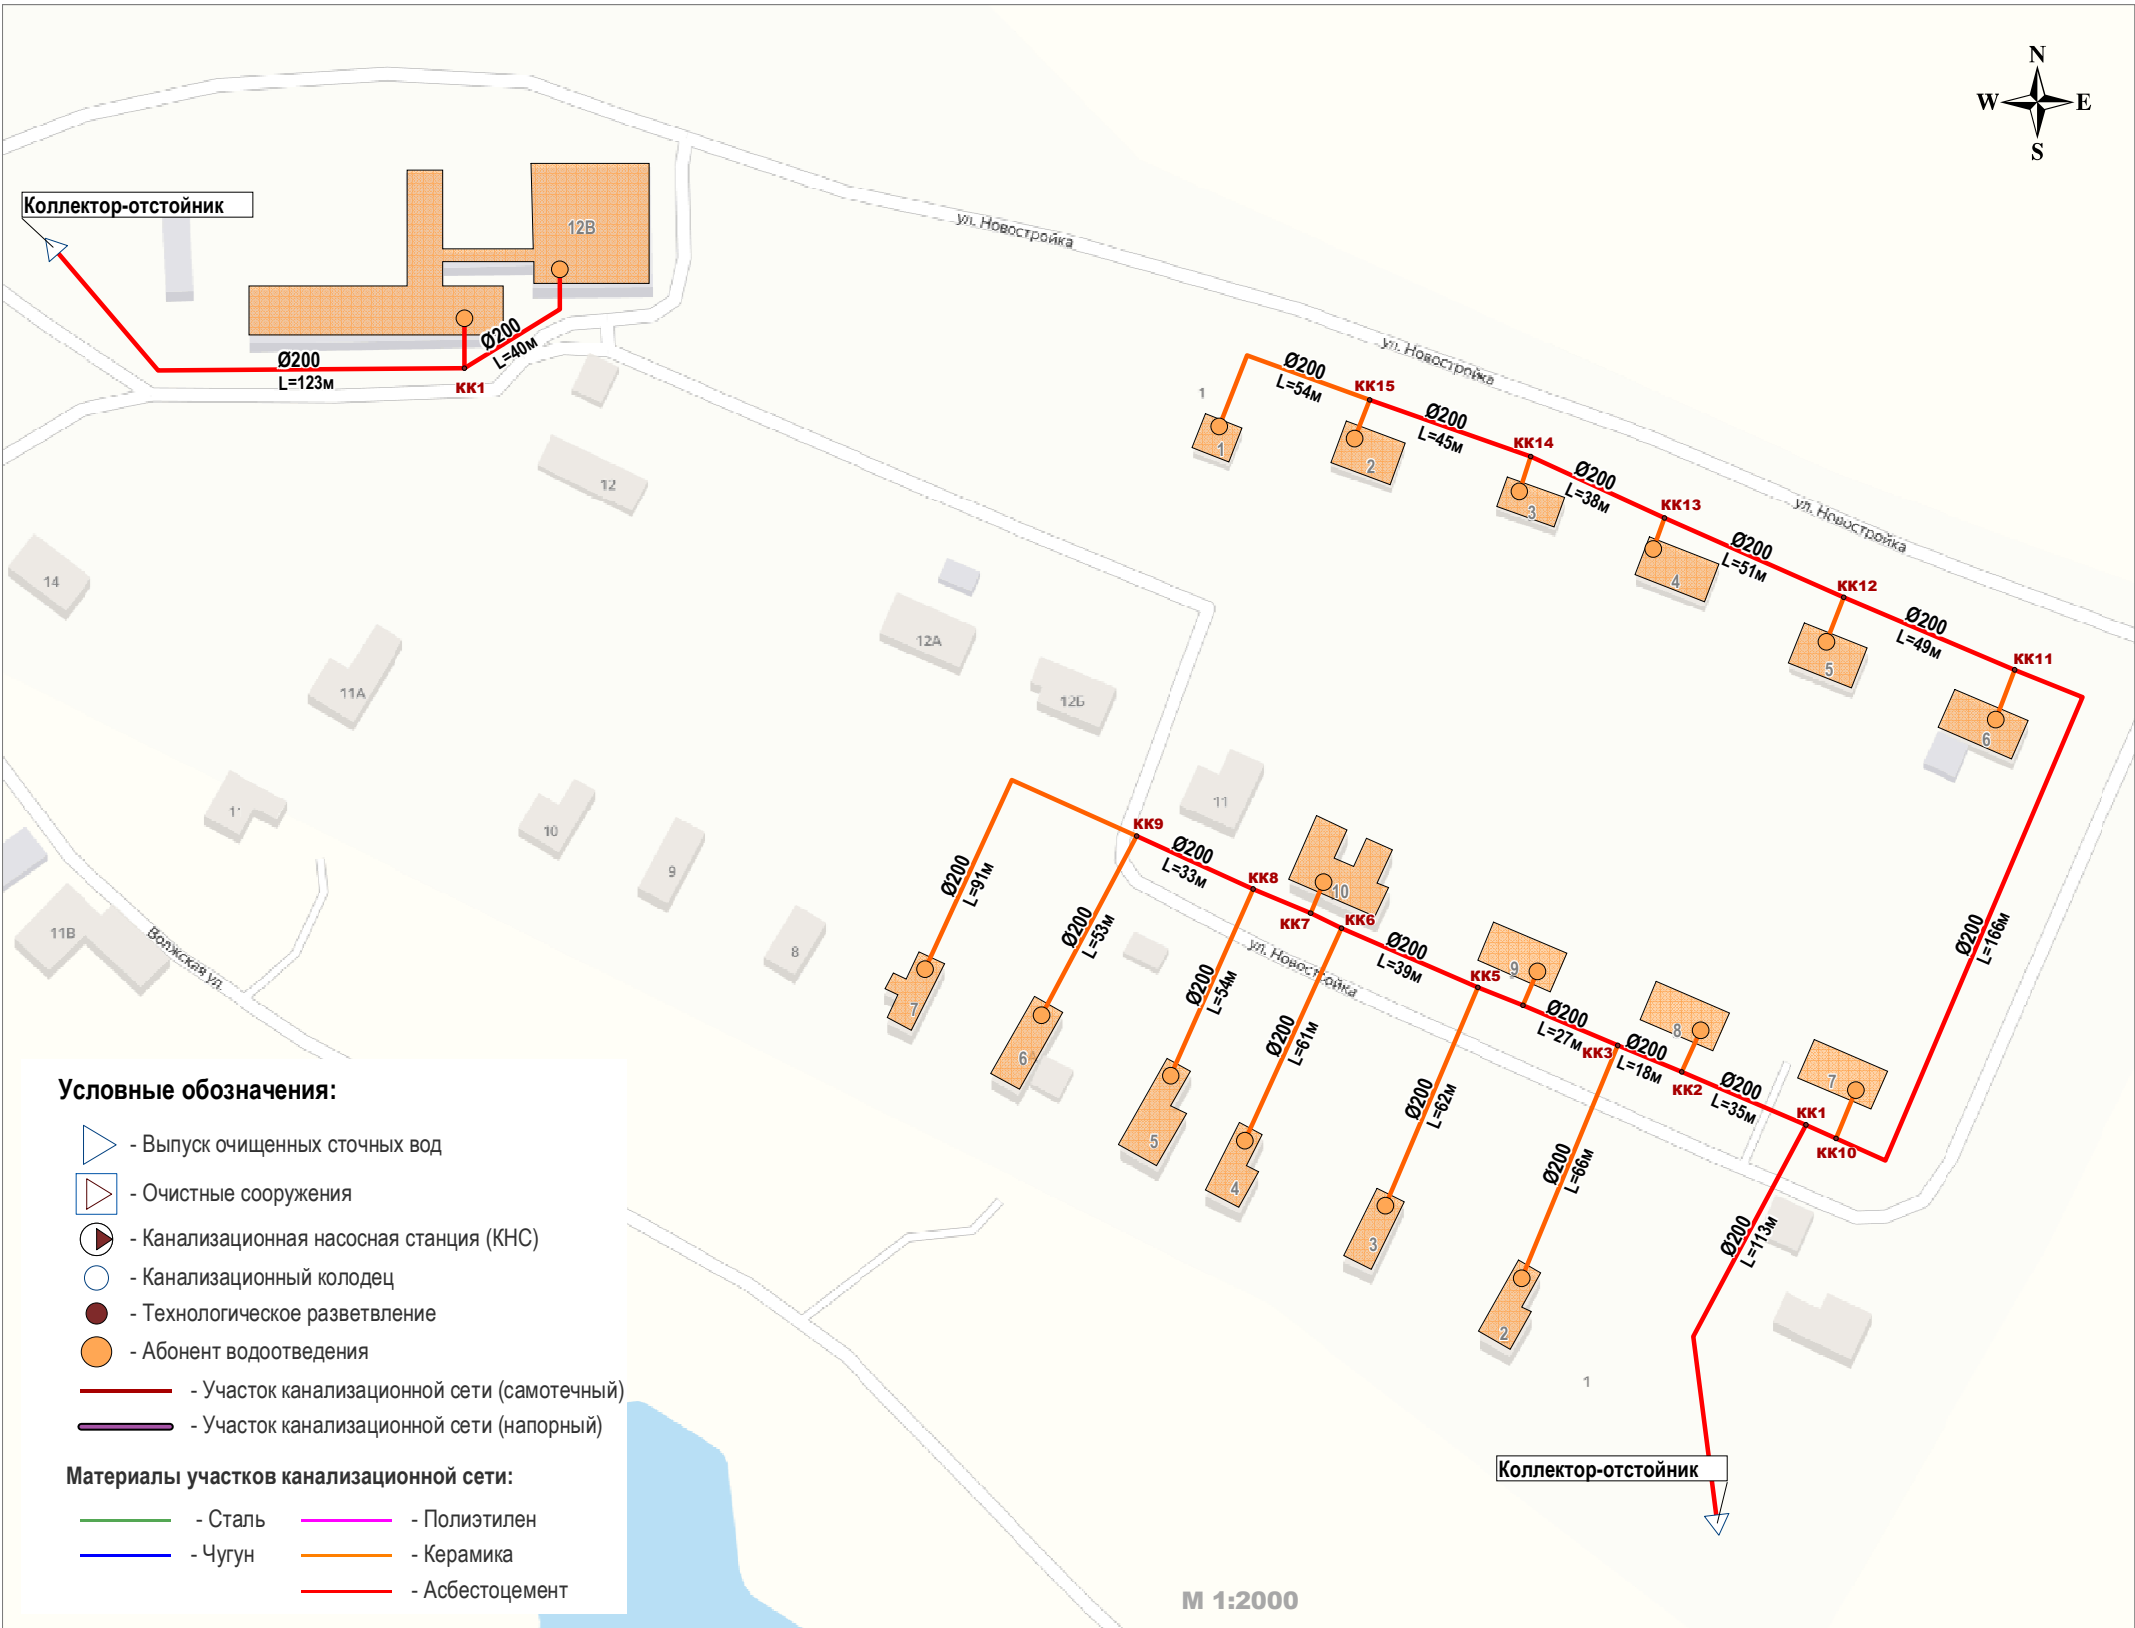 N
W E
S
Коллектор-отстойник
12В
ул. Новостройка
Ø200
L=40м
Ø200
L=123м
КК1
ул. Новостройка
1
Ø200
L=54м
КК15
1
2
Ø200
L=45м
КК14
3
Ø200
L=38м
КК13
4
ул. Новостройка
Ø200
L=51м
КК12
5
Ø200
L=49м
КК11
6
12
14
11А
12А
12Б
11
10
9
8
11В
Волжская ул.
11
КК9
Ø200
L=33м
КК8
Ø200
L=91м
7
Ø200
L=53м
6
10
КК7
КК6
ул. Новостройка
Ø200
L=54м
5
Ø200
L=61м
4
Ø200
L=39м
КК5
9
Ø200
L=27м
КК3
Ø200
L=62м
3
Ø200
L=18м
8
КК2
Ø200
L=66м
2
Ø200
L=35м
7
КК1
КК10
Ø200
L=166м
Ø200
L=113м
1
Коллектор-отстойник
Условные обозначения:
- Выпуск очищенных сточных вод
- Очистные сооружения
- Канализационная насосная станция (КНС)
- Канализационный колодец
- Технологическое разветвление
- Абонент водоотведения
- Участок канализационной сети (самотечный)
- Участок канализационной сети (напорный)
Материалы участков канализационной сети:
- Сталь - Полиэтилен
- Чугун - Керамика
- Асбестоцемент
М 1:2000